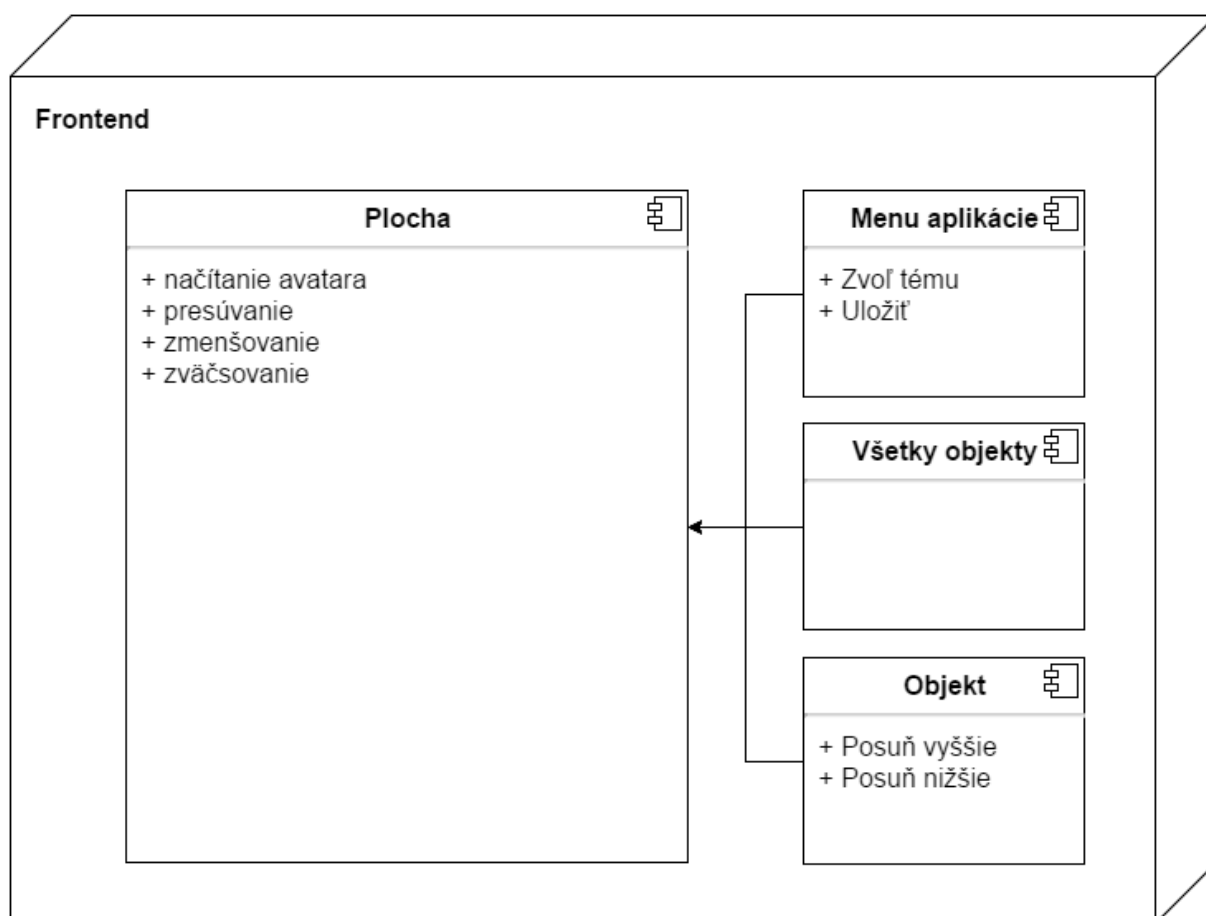 Frontend
Plocha
+ načítanie avatara
+ presúvanie
+ zmenšovanie
+ zväčsovanie
Menu aplikácie
+ Zvoľ tému
+ Uložiť
Všetky objekty
Objekt
+ Posuň vyššie
+ Posuň nižšie